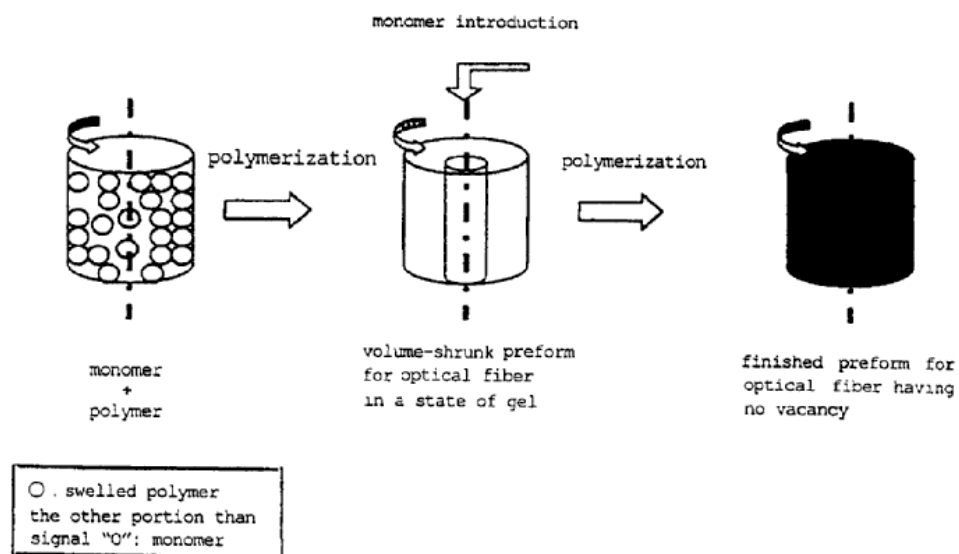 monomer introduction
polymerization
polymerization
monomer
+
polymer
volume-shrunk preform
for optical fiber
in a state of gel
finished preform for
optical fiber having
no vacancy
O . swelled polymer
the other portion than
signal "O": monomer